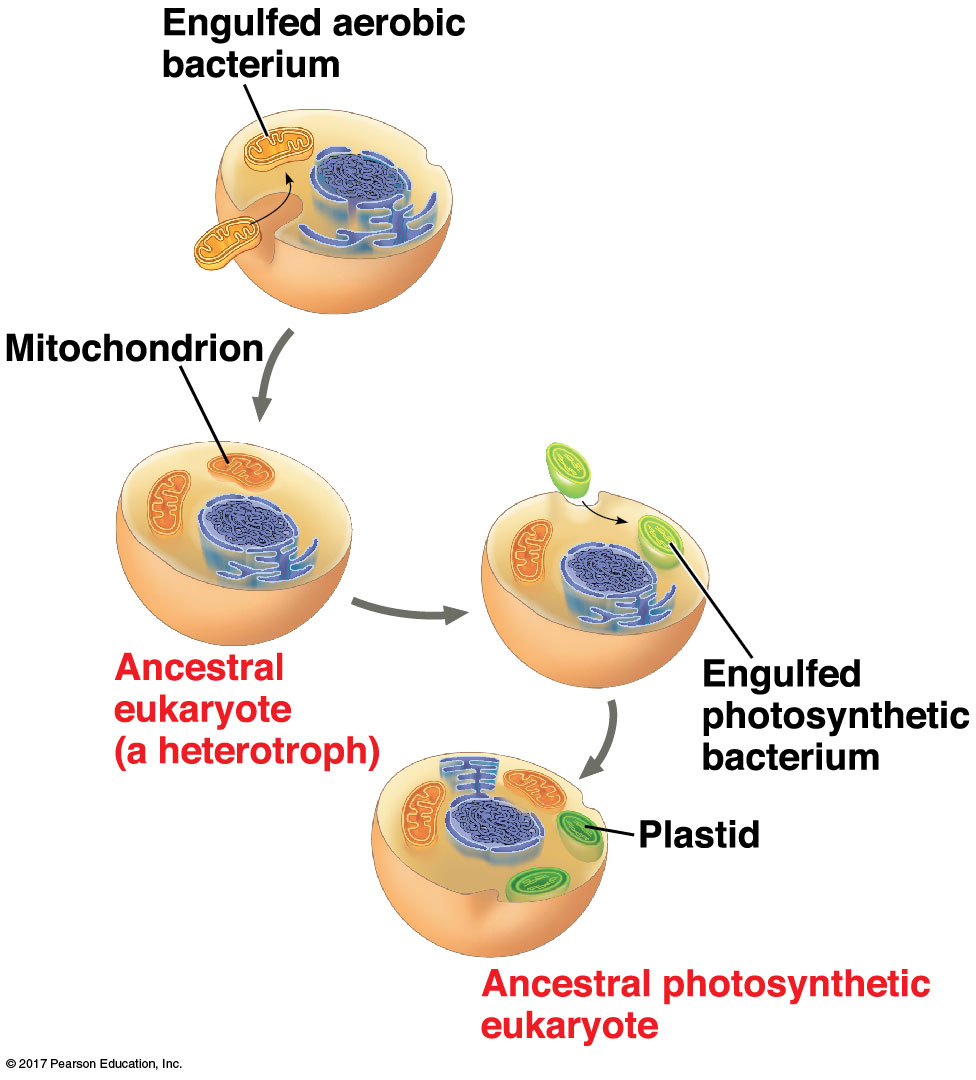 Engulfed aerobic
bacterium
Mitochondrion
Ancestral
eukaryote
(a heterotroph)
Engulfed
photosynthetic
bacterium
Plastid
Ancestral photosynthetic
eukaryote
© 2017 Pearson Education, Inc.